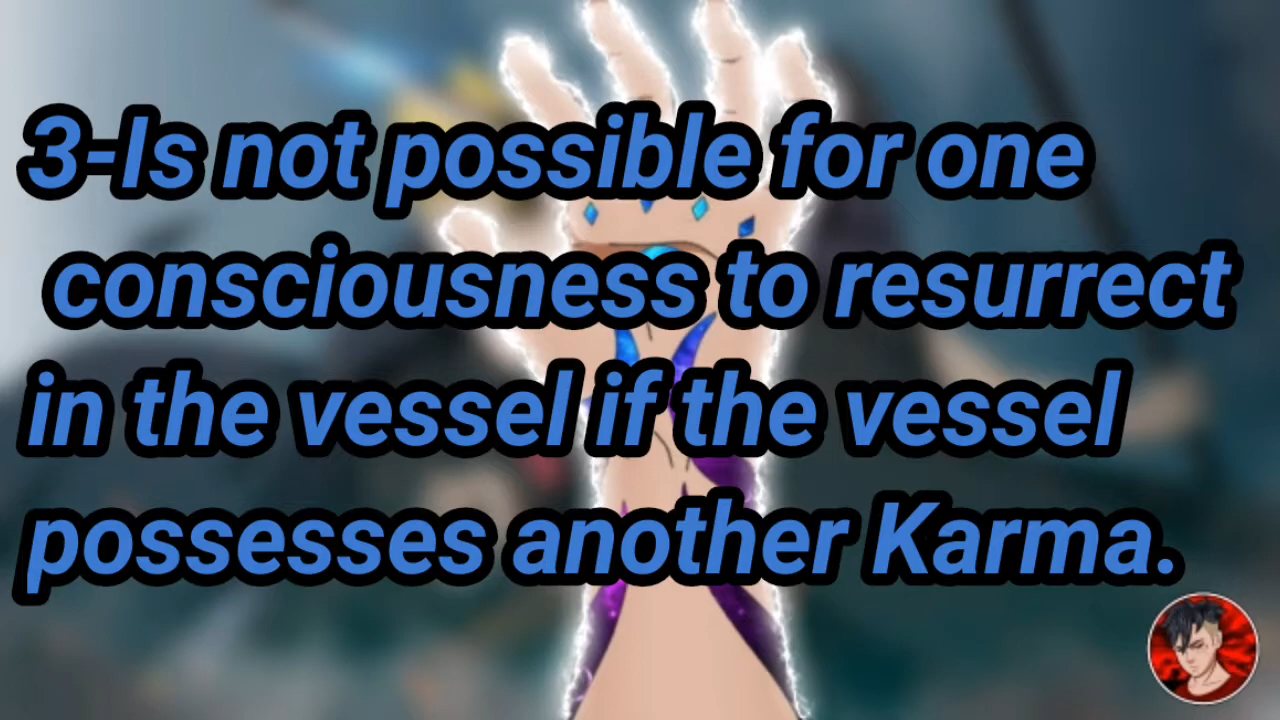 3-Is not possible for one
consciousness to resurrect
in the vessel if the vessel
possesses another Karma.